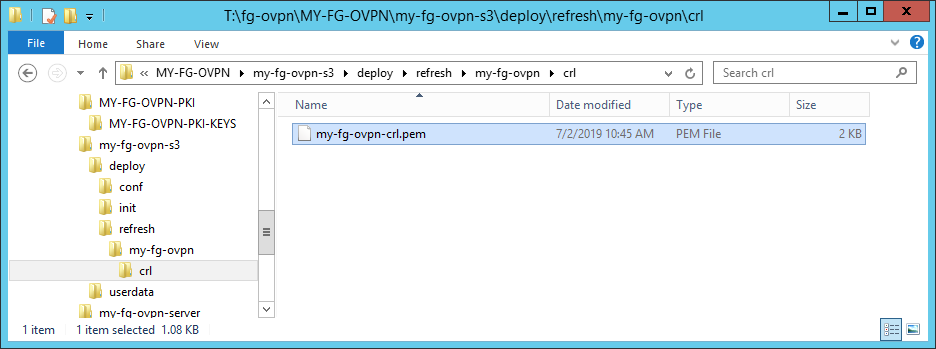 T:\fg-ovpn\MY-FG-OVPN\my-fg-ovpn-s3\deploy\refresh\my-fg-ovpn\crl
File Home Share View
« MY-FG-OVPN my-fg-ovpn-s3 deploy refresh my-fg-ovpn crl Search crl
MY-FG-OVPN-PKI
MY-FG-OVPN-PKI-KEYS
my-fg-ovpn-s3
deploy
conf
init
refresh
my-fg-ovpn
crl
userdata
my-fg-ovpn-server
Name Date modified Type Size
my-fg-ovpn-crl.pem 7/2/2019 10:45 AM PEM File 2 KB
1 item 1 item selected 1.08 KB